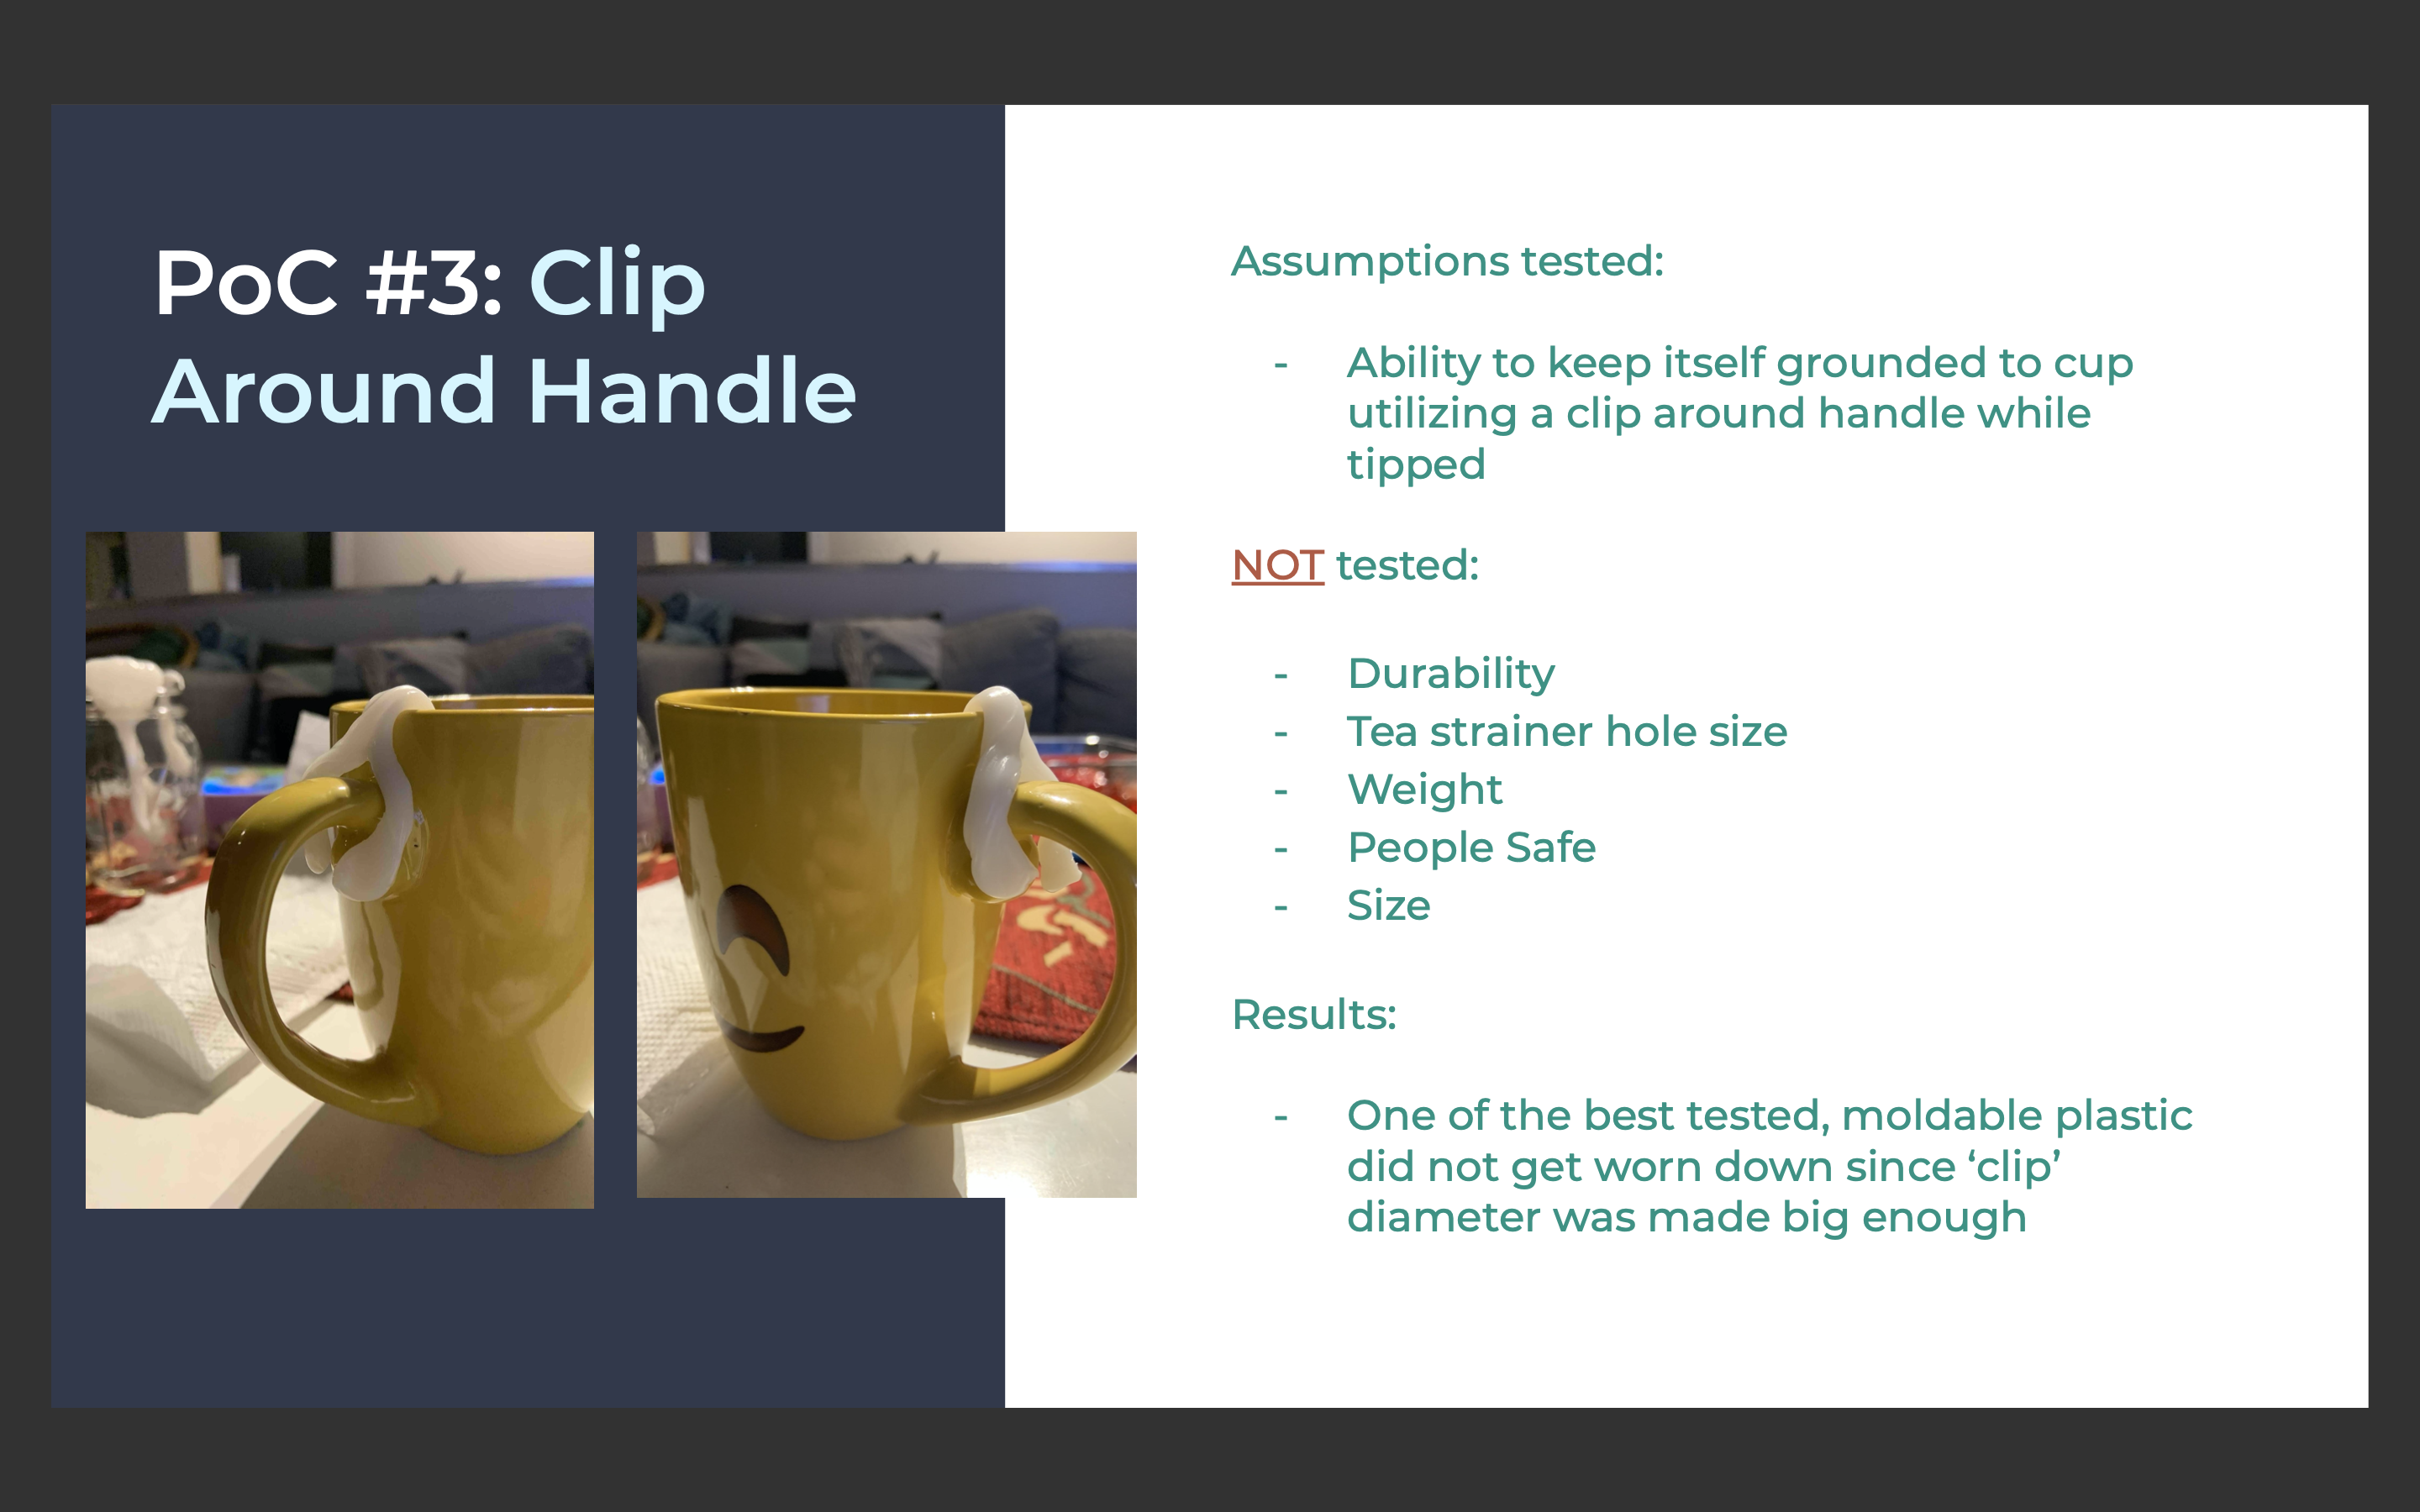 PoC #3: Clip
Around Handle
Assumptions tested:
- Ability to keep itself grounded to cup
utilizing a clip around handle while
tipped
NOT tested:
- Durability
- Tea strainer hole size
- Weight
- People Safe
- Size
Results:
- One of the best tested, moldable plastic
did not get worn down since ‘clip’
diameter was made big enough